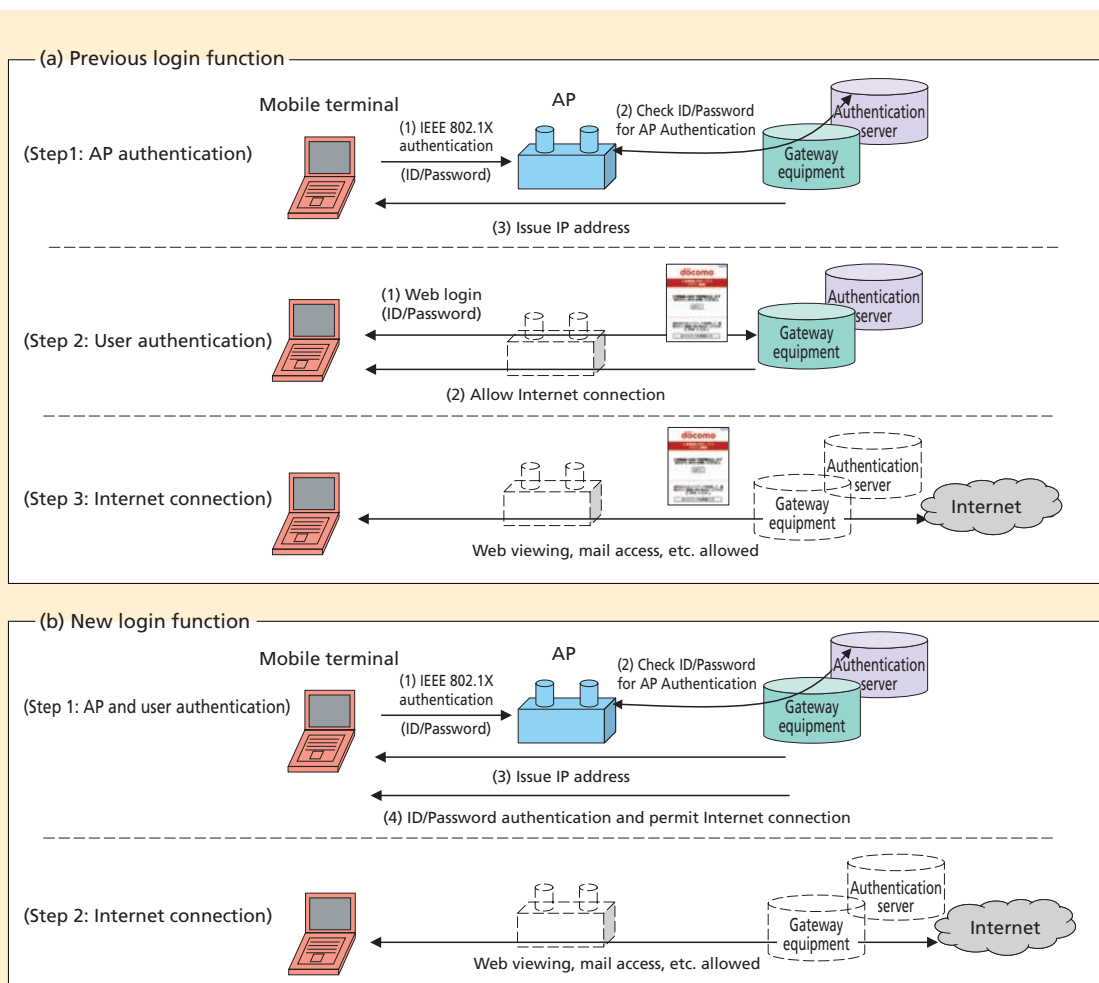 (a) Previous login function
Mobile terminal
AP
(Step1: AP authentication)
(1) IEEE 802.1X
authentication
(ID/Password)
(2) Check ID/Password
for AP Authentication
Authentication
server
Gateway
equipment
(3) Issue IP address
(Step 2: User authentication)
(1) Web login
(ID/Password)
döcomo
Authentication
server
Gateway
equipment
(2) Allow Internet connection
(Step 3: Internet connection)
döcomo
Authentication
server
Gateway
equipment
Internet
Web viewing, mail access, etc. allowed
(b) New login function
Mobile terminal
AP
(Step 1: AP and user authentication)
(1) IEEE 802.1X
authentication
(ID/Password)
(2) Check ID/Password
for AP Authentication
Authentication
server
Gateway
equipment
(3) Issue IP address
(4) ID/Password authentication and permit Internet connection
(Step 2: Internet connection)
Authentication
server
Gateway
equipment
Internet
Web viewing, mail access, etc. allowed